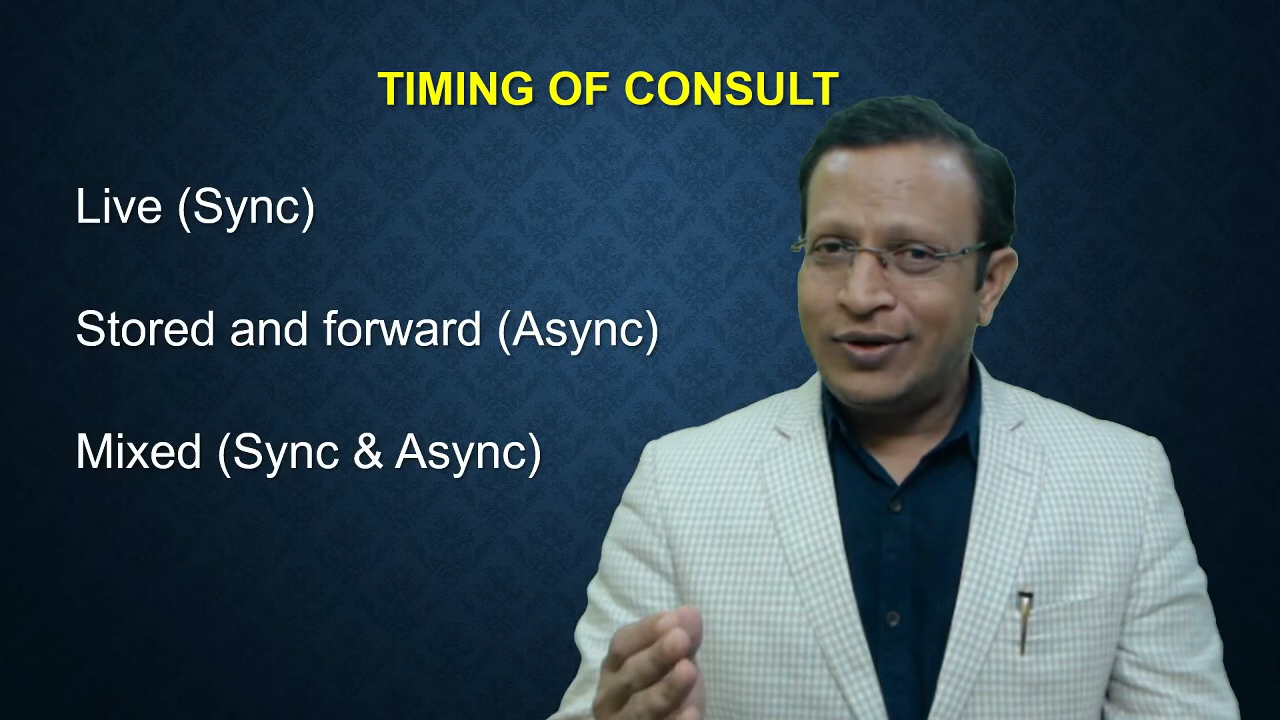 TIMING OF CONSULT
Live (Sync)
Stored and forward (Async)
Mixed (Sync & Async)